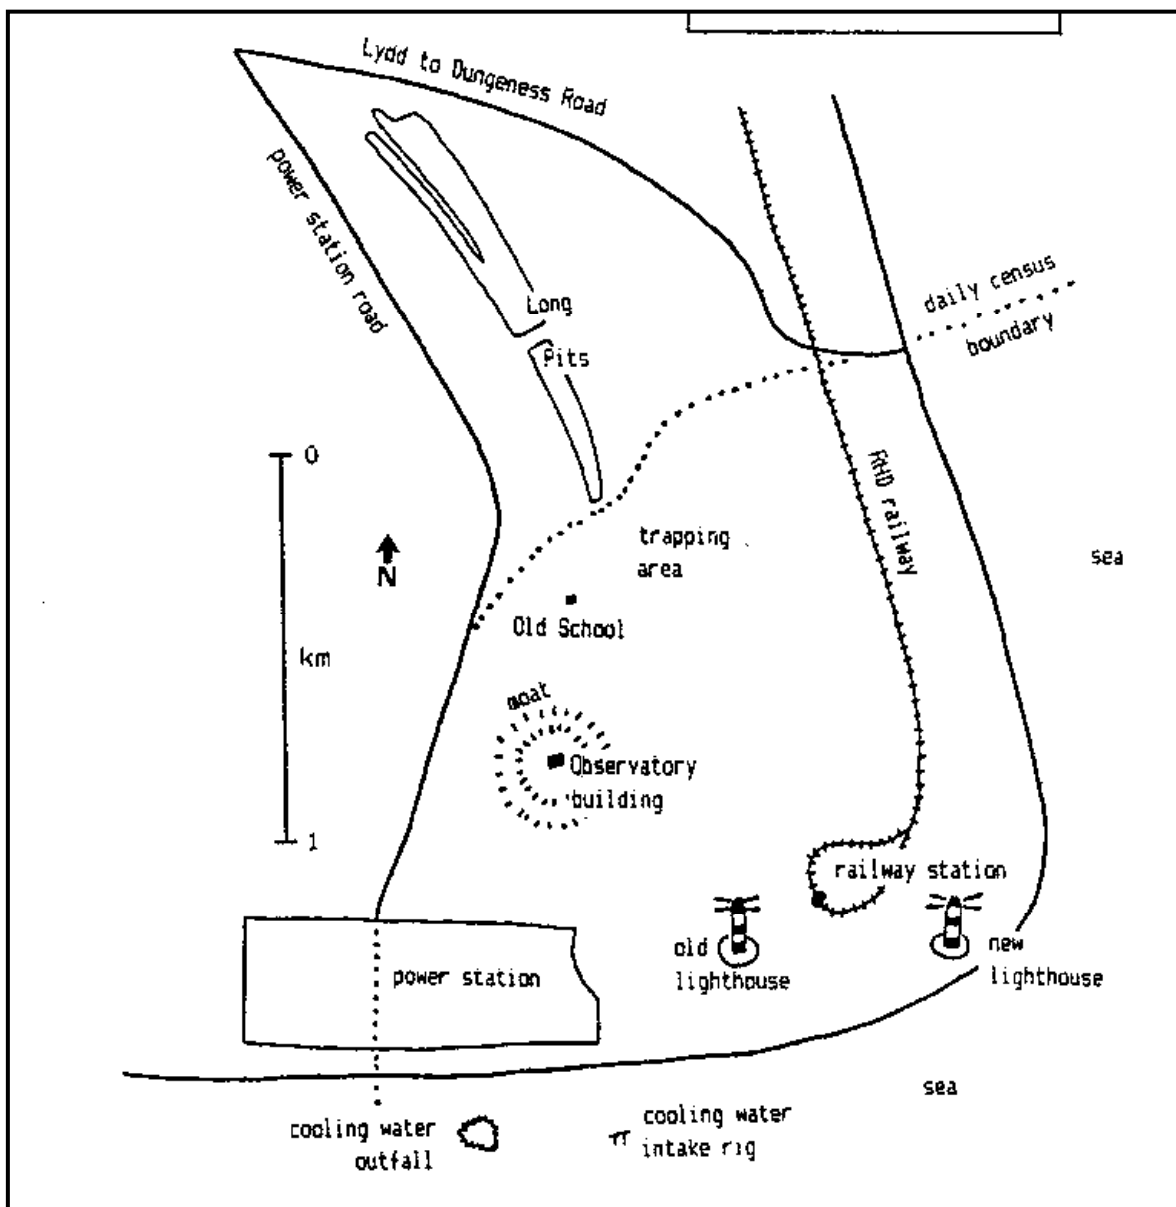 Lydd to Dungeness Road
power station road
Long
Pits
daily census
boundary
0
km
1
N
RHD railway
trapping
area
sea
Old School
moat
Observatory
building
railway station
old
lighthouse
new
lighthouse
power station
sea
cooling water
outfall
cooling water
intake rig